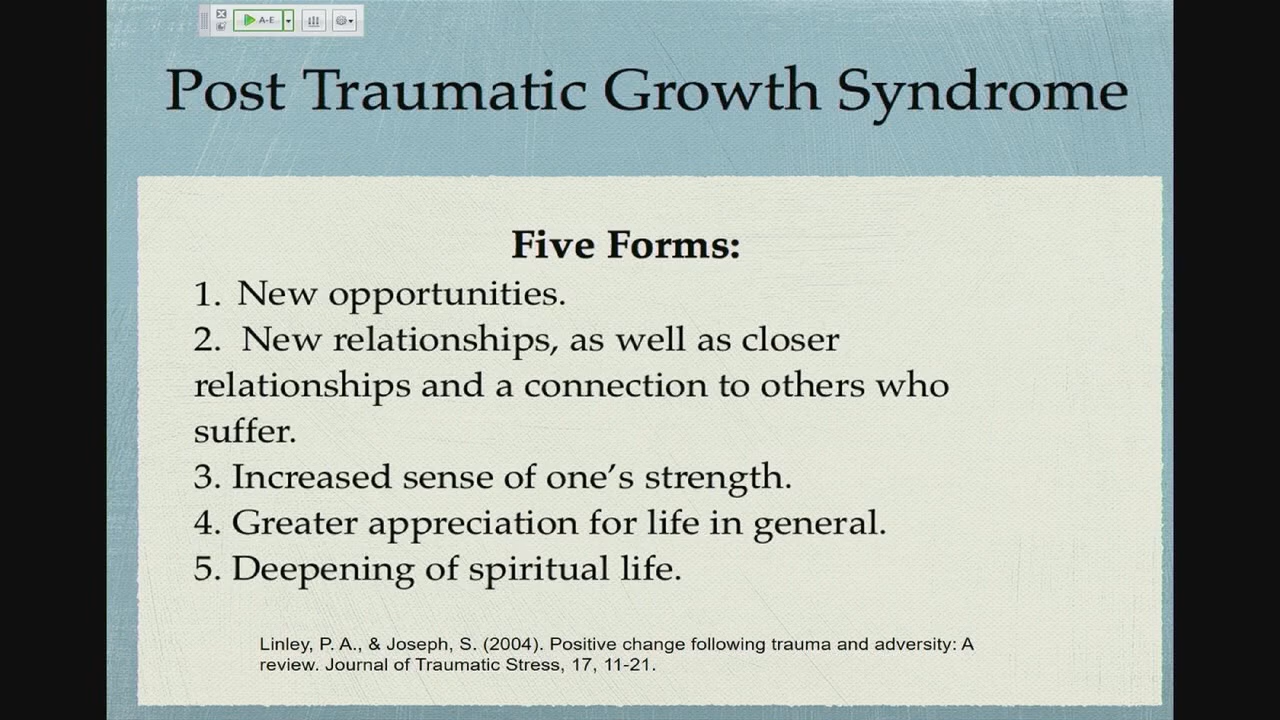 A-E
Post Traumatic Growth Syndrome
Five Forms:
1. New opportunities.
2. New relationships, as well as closer
relationships and a connection to others who
suffer.
3. Increased sense of one’s strength.
4. Greater appreciation for life in general.
5. Deepening of spiritual life.
Linley, P. A., & Joseph, S. (2004). Positive change following trauma and adversity: A
review. Journal of Traumatic Stress, 17, 11-21.